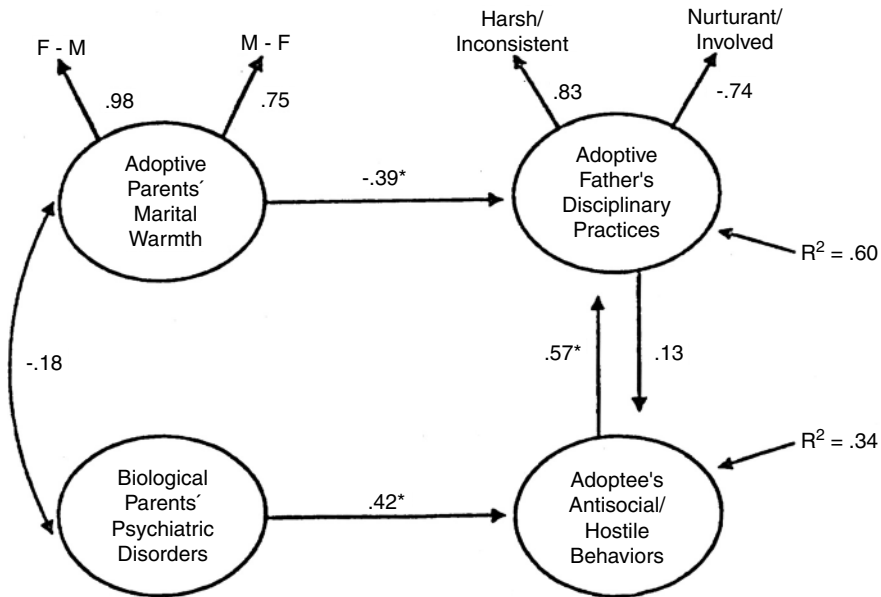 F - M
M - F
Harsh/
Inconsistent
Nurturant/
Involved
.98
.75
.83
-.74
Adoptive
Parents´
Marital
Warmth
-.39*
Adoptive
Father's
Disciplinary
Practices
R² = .60
-.18
.57*
.13
Biological
Parents´
Psychiatric
Disorders
.42*
Adoptee's
Antisocial/
Hostile
Behaviors
R² = .34